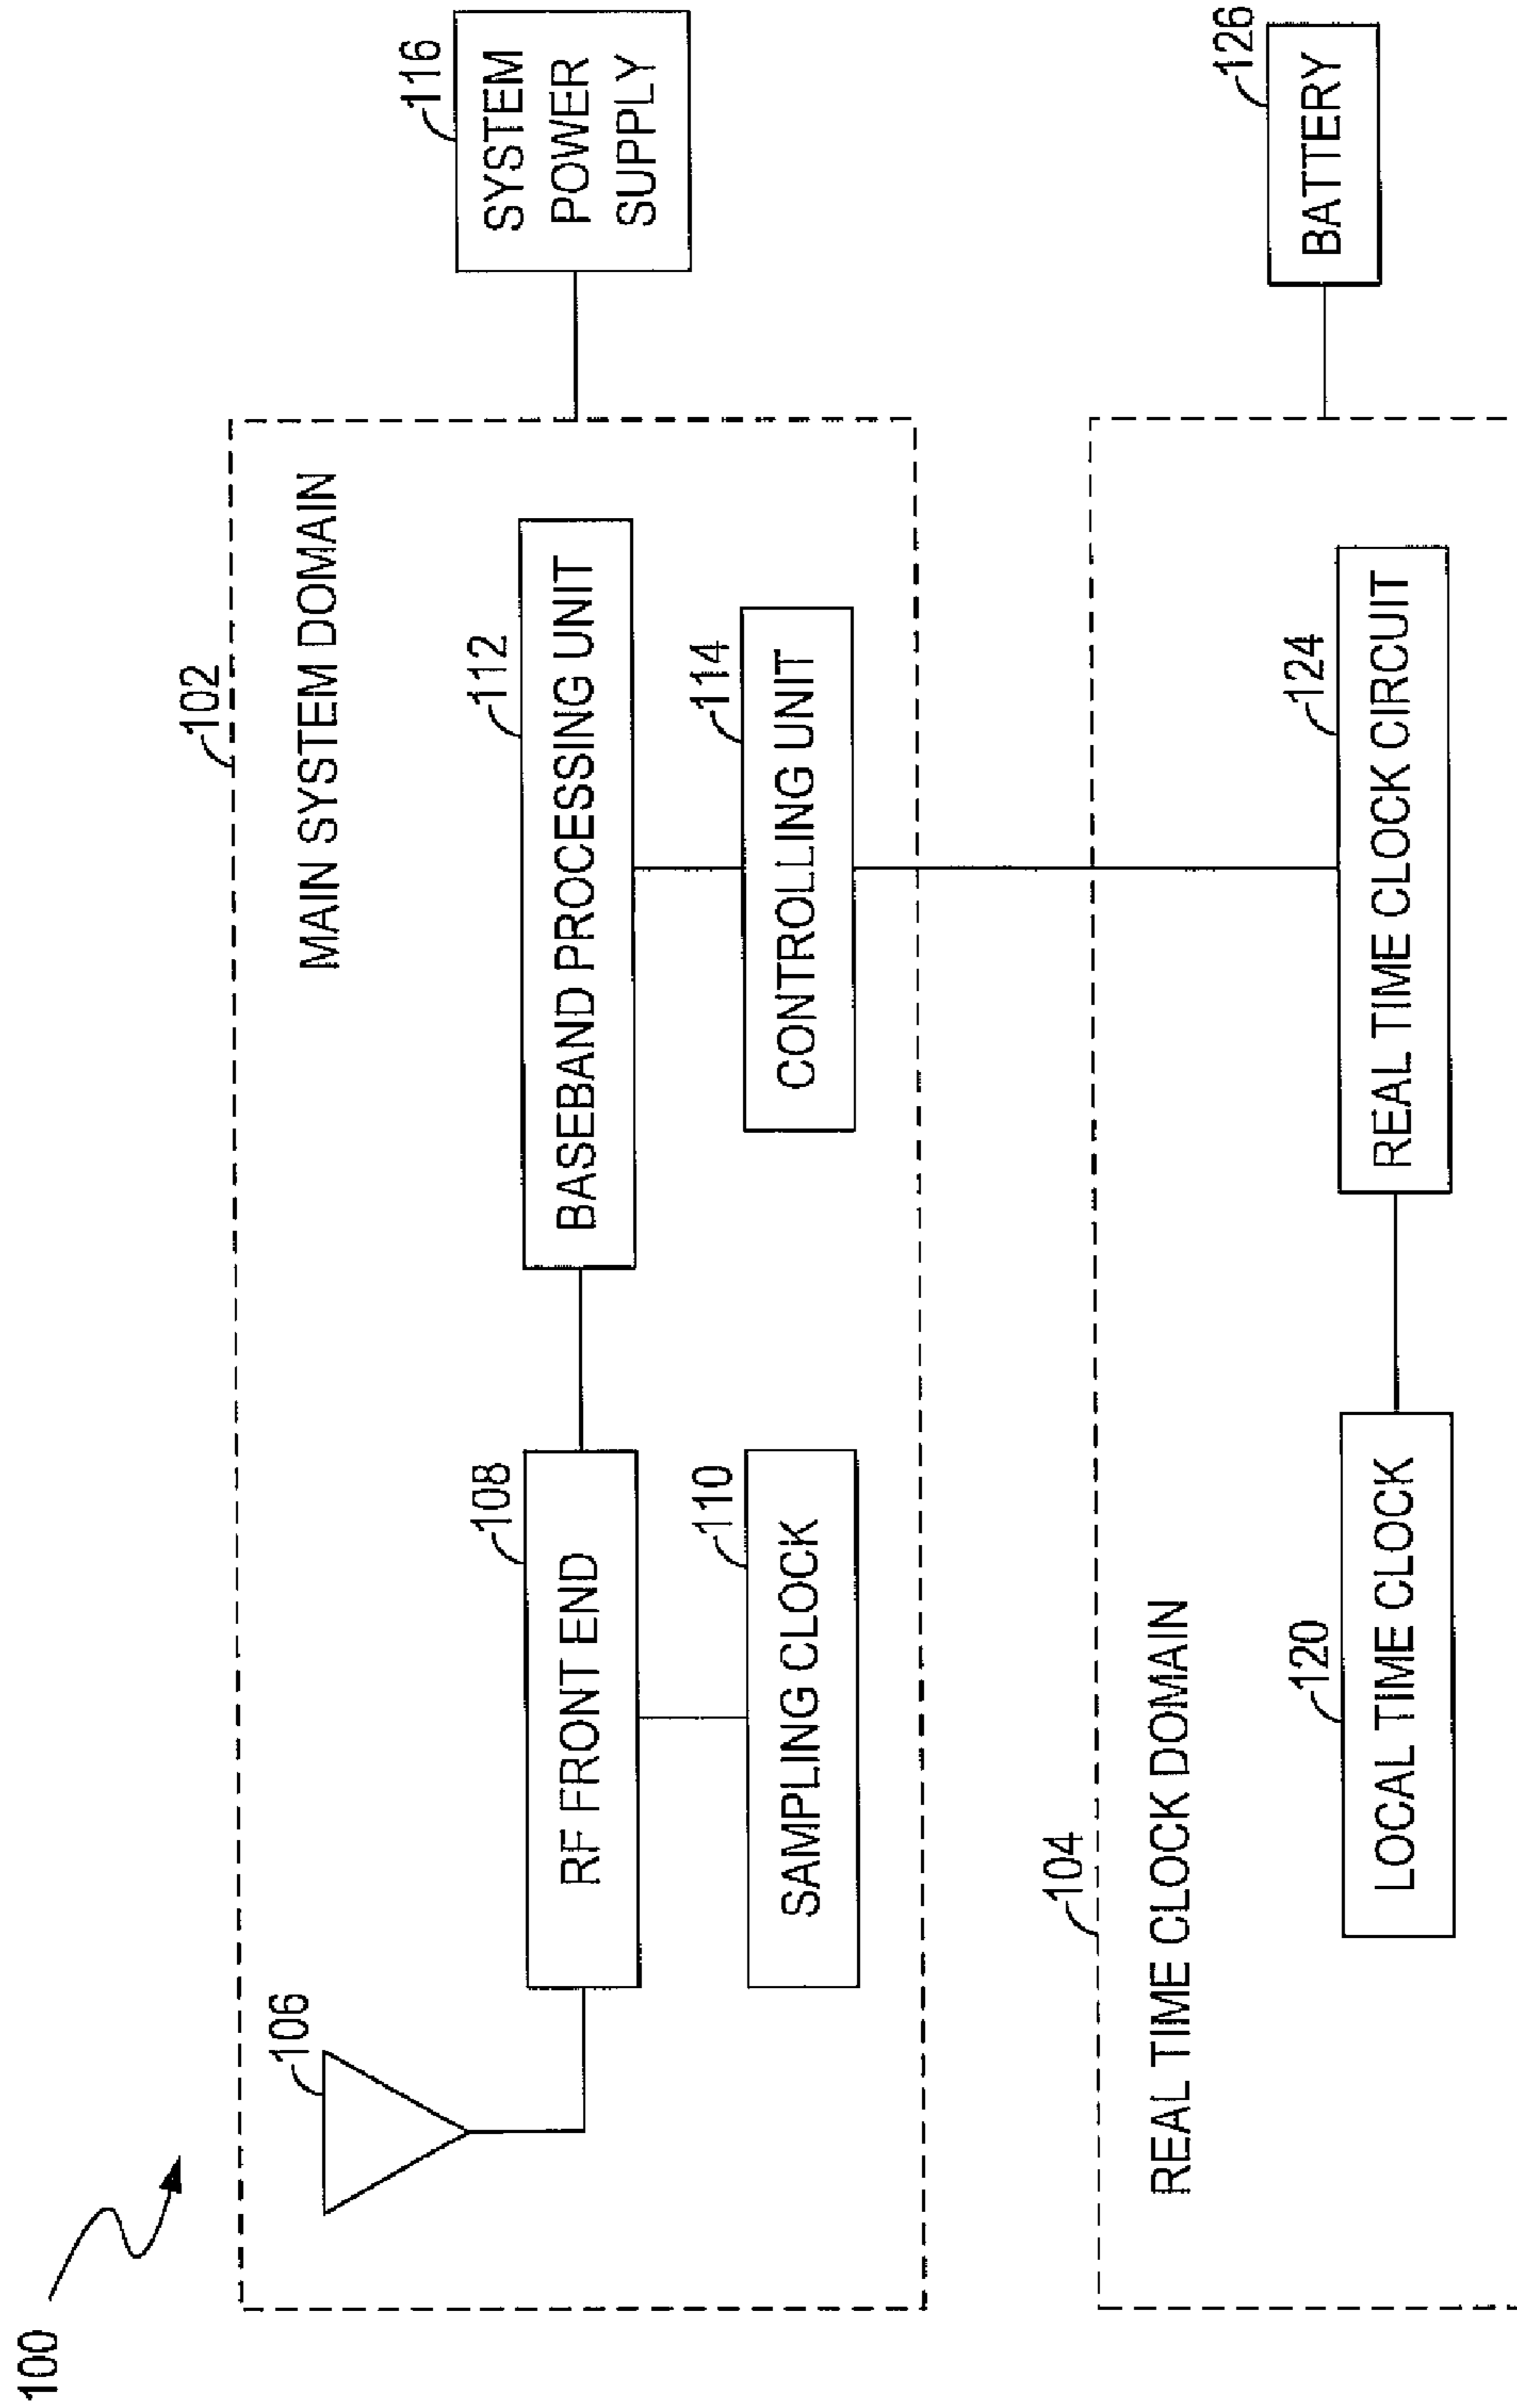 100
102
MAIN SYSTEM DOMAIN
106
108
RF FRONT END
112
BASEBAND PROCESSING UNIT
116
SYSTEM
POWER
SUPPLY
110
SAMPLING CLOCK
114
CONTROLLING UNIT
104
REAL TIME CLOCK DOMAIN
120
LOCAL TIME CLOCK
124
REAL TIME CLOCK CIRCUIT
126
BATTERY